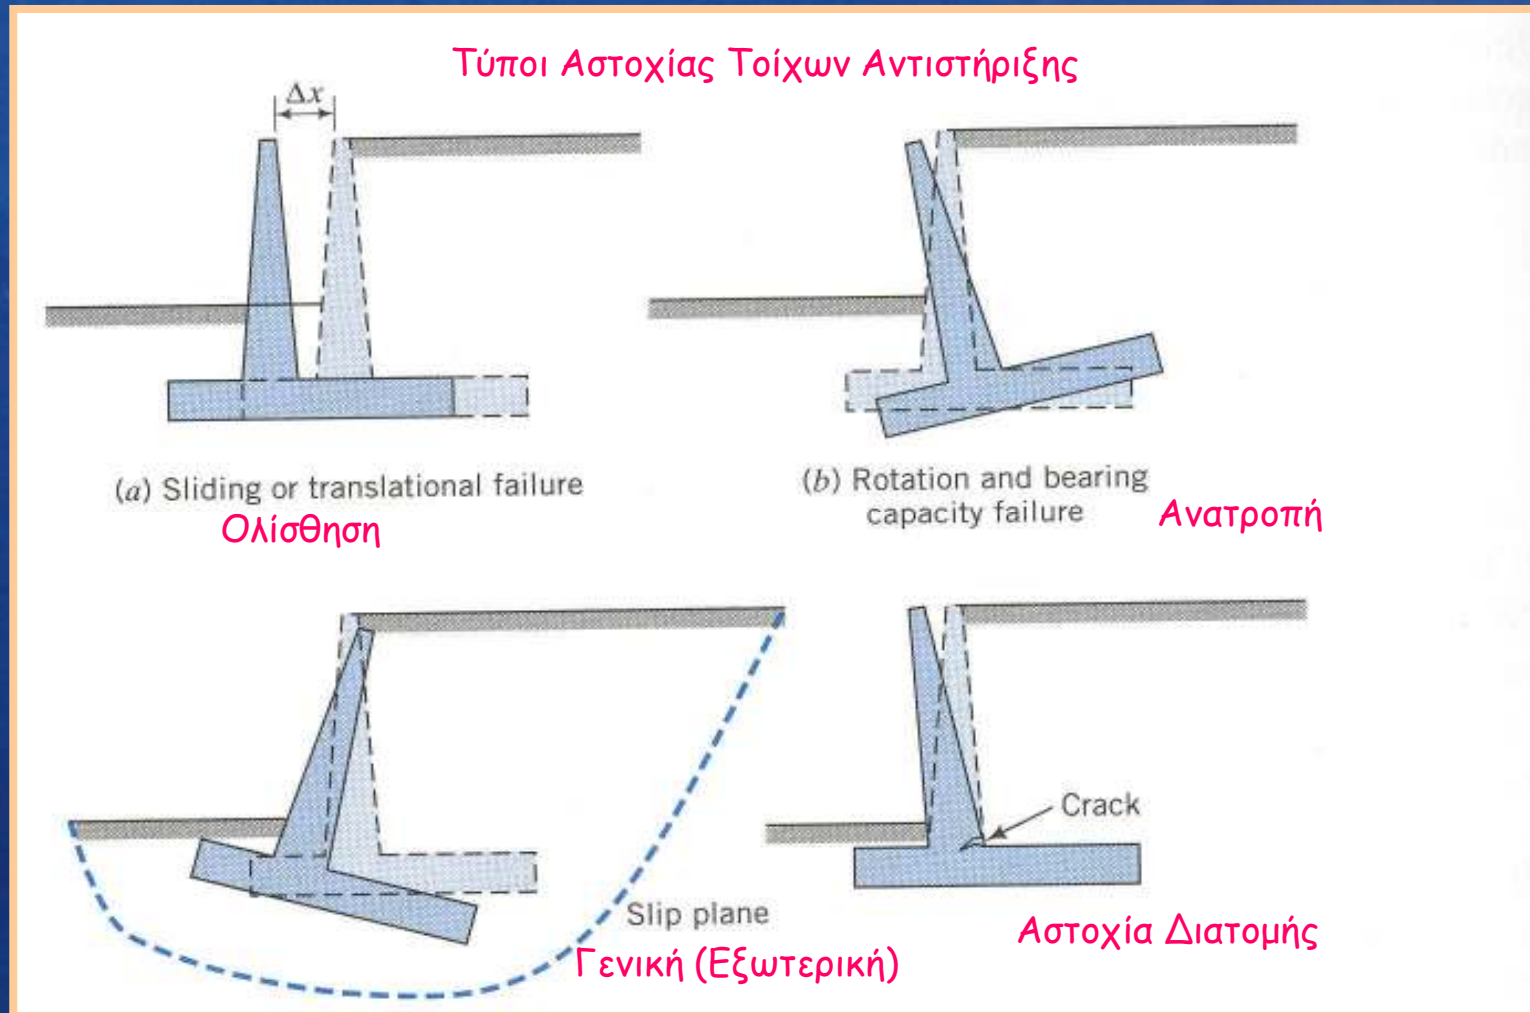 Τύποι Αστοχίας Τοίχων Αντιστήριξης
Δx
(a) Sliding or translational failure
Ολίσθηση
(b) Rotation and bearing
capacity failure
Ανατροπή
Slip plane
Γενική (Εξωτερική)
Crack
Αστοχία Διατομής